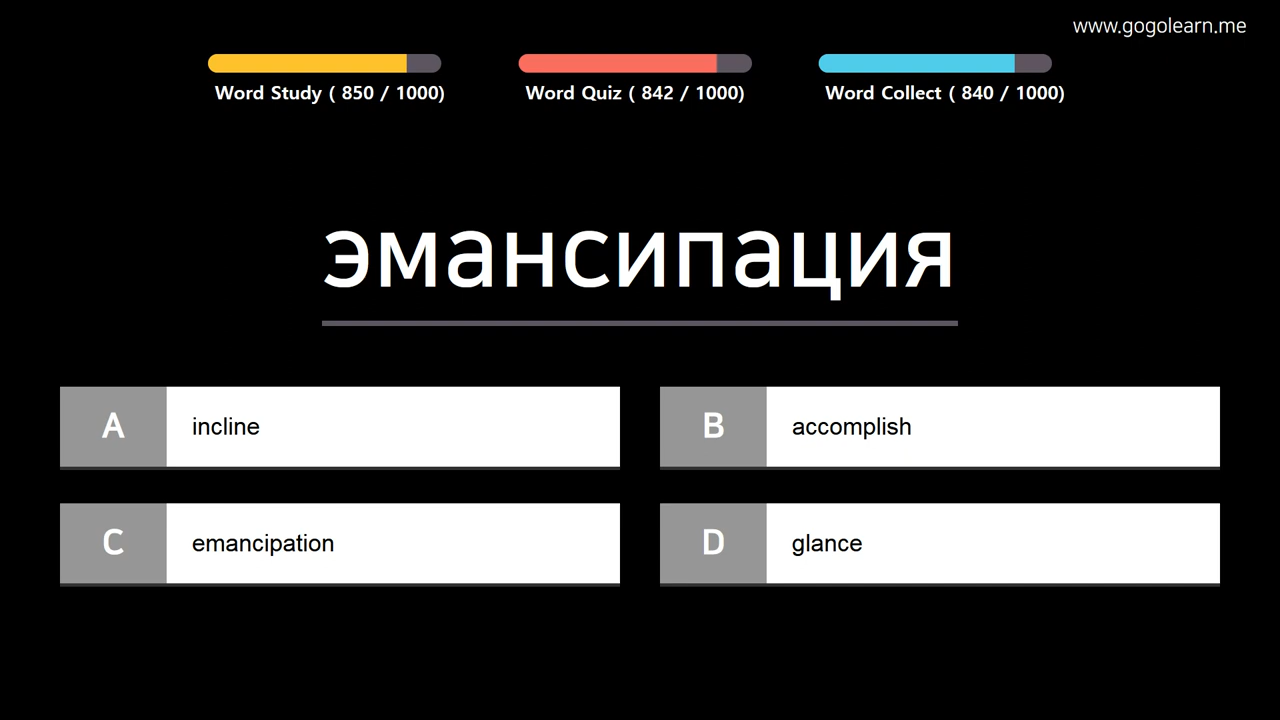 www.gogolearn.me
Word Study ( 850 / 1000)
Word Quiz ( 842 / 1000)
Word Collect ( 840 / 1000)
эмансипация
A incline
B accomplish
C emancipation
D glance